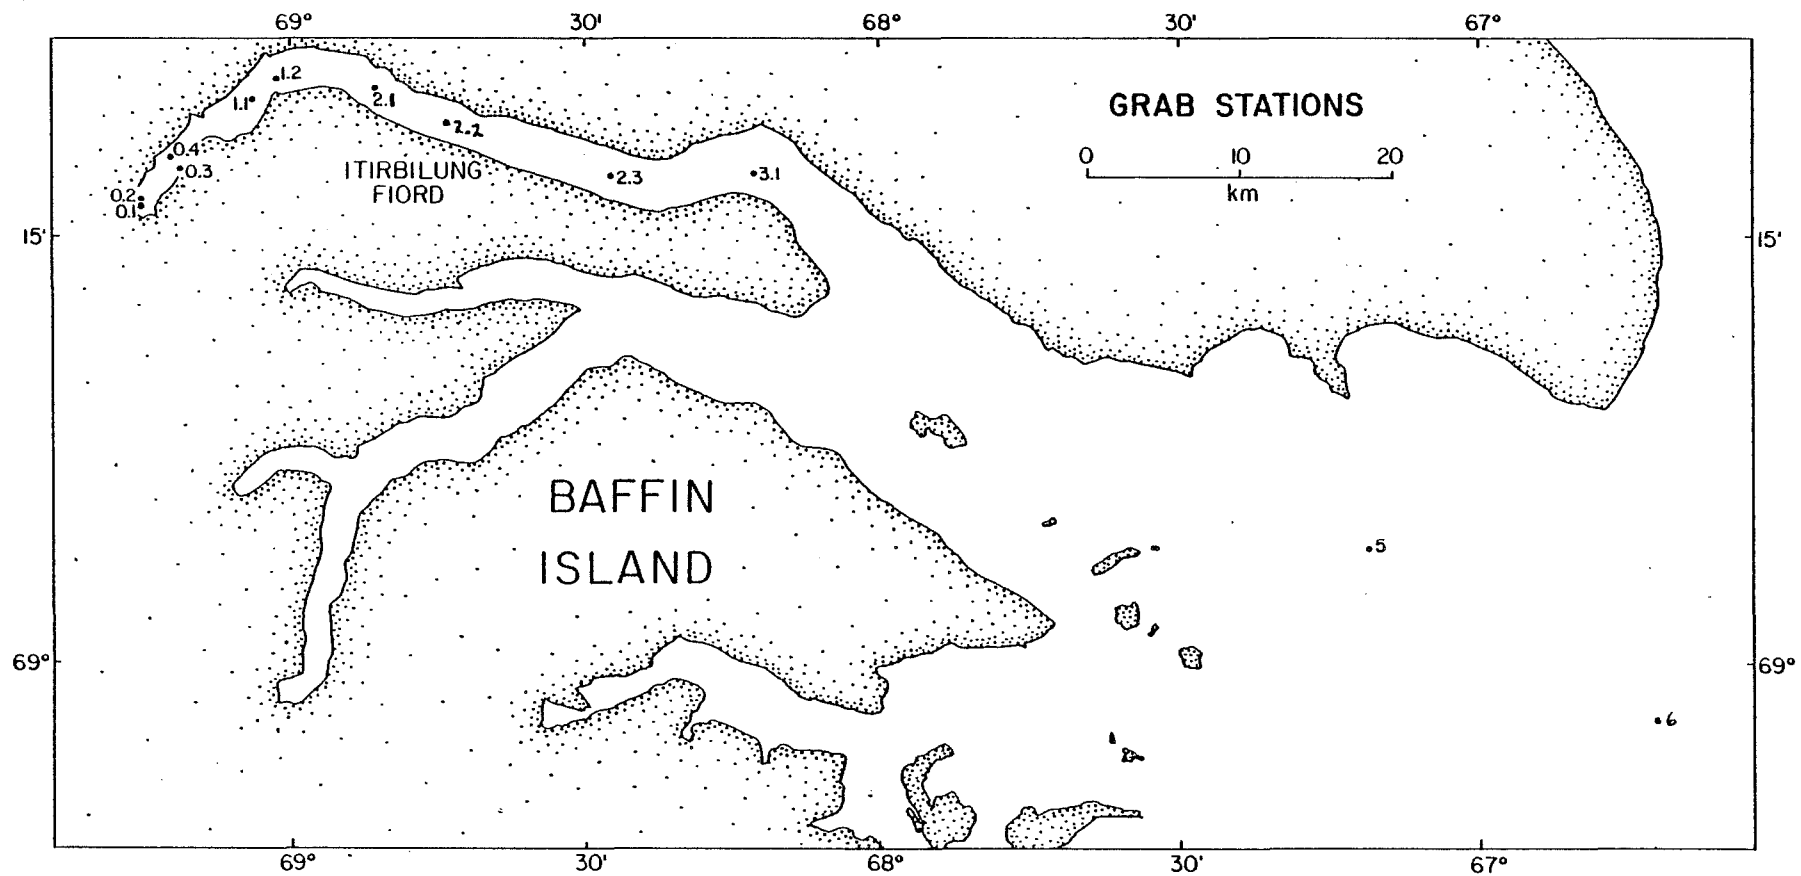 69° 30' 68° 30' 67°
1.2
1.1
2.1
2.2
GRAB STATIONS
0 10 20
km
0.4
0.3
ITIRBILUNG
FIORD
2.3
3.1
0.2
0.1
15' 15'
BAFFIN
ISLAND
5
69° 69°
6
69° 30' 68° 30' 67°